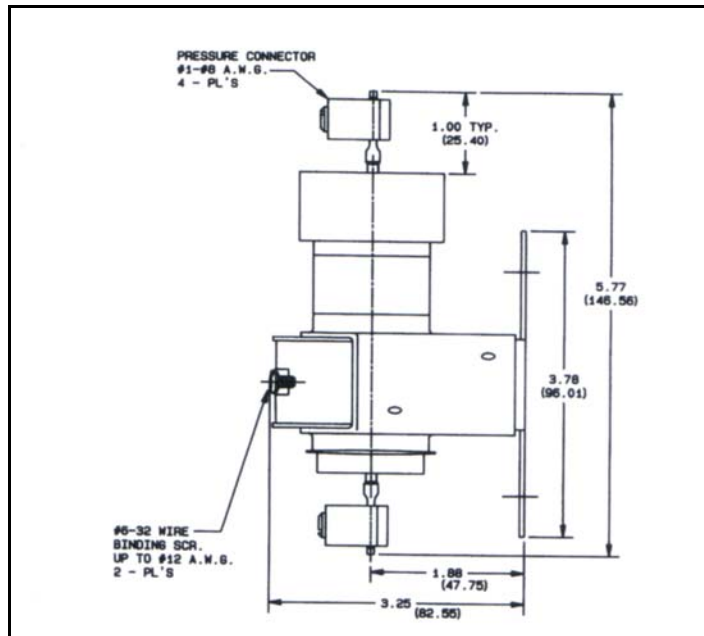 PRESSURE CONNECTOR
#1-#8 A.W.G.
4 - PL'S
1.00 TYP.
(25.40)
5.77
(146.56)
3.78
(96.01)
#6-32 WIRE
BINDING SCR.
UP TO #12 A.W.G.
2 - PL'S
1.88
(47.75)
3.25
(82.55)